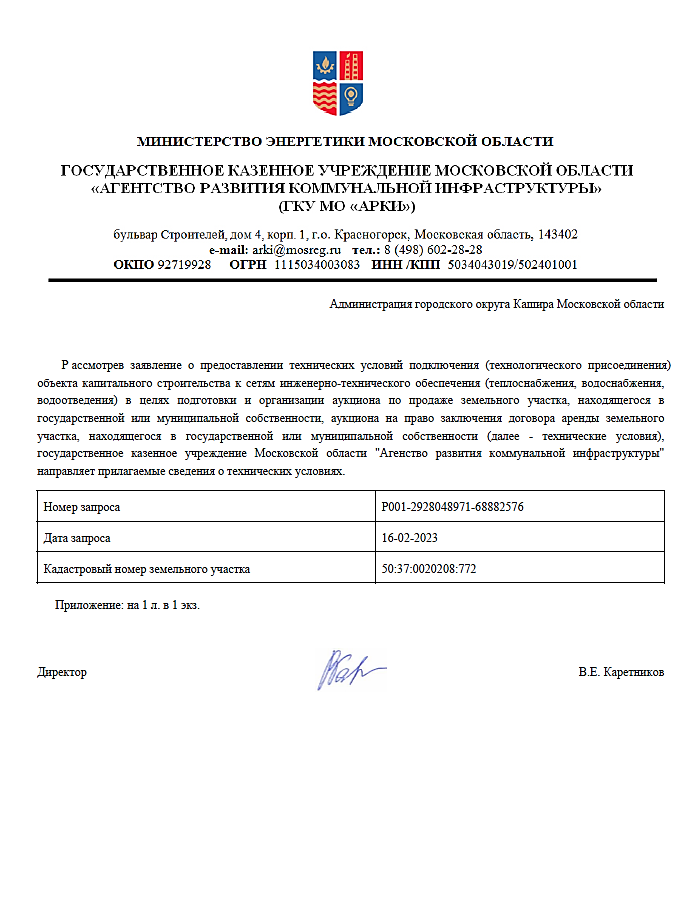 МИНИСТЕРСТВО ЭНЕРГЕТИКИ МОСКОВСКОЙ ОБЛАСТИ
ГОСУДАРСТВЕННОЕ КАЗЕННОЕ УЧРЕЖДЕНИЕ МОСКОВСКОЙ ОБЛАСТИ
«АГЕНТСТВО РАЗВИТИЯ КОММУНАЛЬНОЙ ИНФРАСТРУКТУРЫ»
(ГКУ МО «АРКИ»)
бульвар Строителей, дом 4, корп. 1, г.о. Красногорск, Московская область, 143402
e-mail: arki@mosreg.ru тел.: 8 (498) 602-28-28
ОКПО 92719928 ОГРН 1115034003083 ИНН /КПП 5034043019/502401001
Администрация городского округа Кашира Московской области
Рассмотрев заявление о предоставлении технических условий подключения (технологического присоединения)
объекта капитального строительства к сетям инженерно-технического обеспечения (теплоснабжения, водоснабжения,
водоотведения) в целях подготовки и организации аукциона по продаже земельного участка, находящегося в
государственной или муниципальной собственности, аукциона на право заключения договора аренды земельного
участка, находящегося в государственной или муниципальной собственности (далее - технические условия),
государственное казенное учреждение Московской области "Агенство развития коммунальной инфраструктуры"
направляет прилагаемые сведения о технических условиях.
Номер запроса P001-2928048971-68882576
Дата запроса 16-02-2023
Кадастровый номер земельного участка 50:37:0020208:772
Приложение: на 1 л. в 1 экз.
Директор В.Е. Каретников